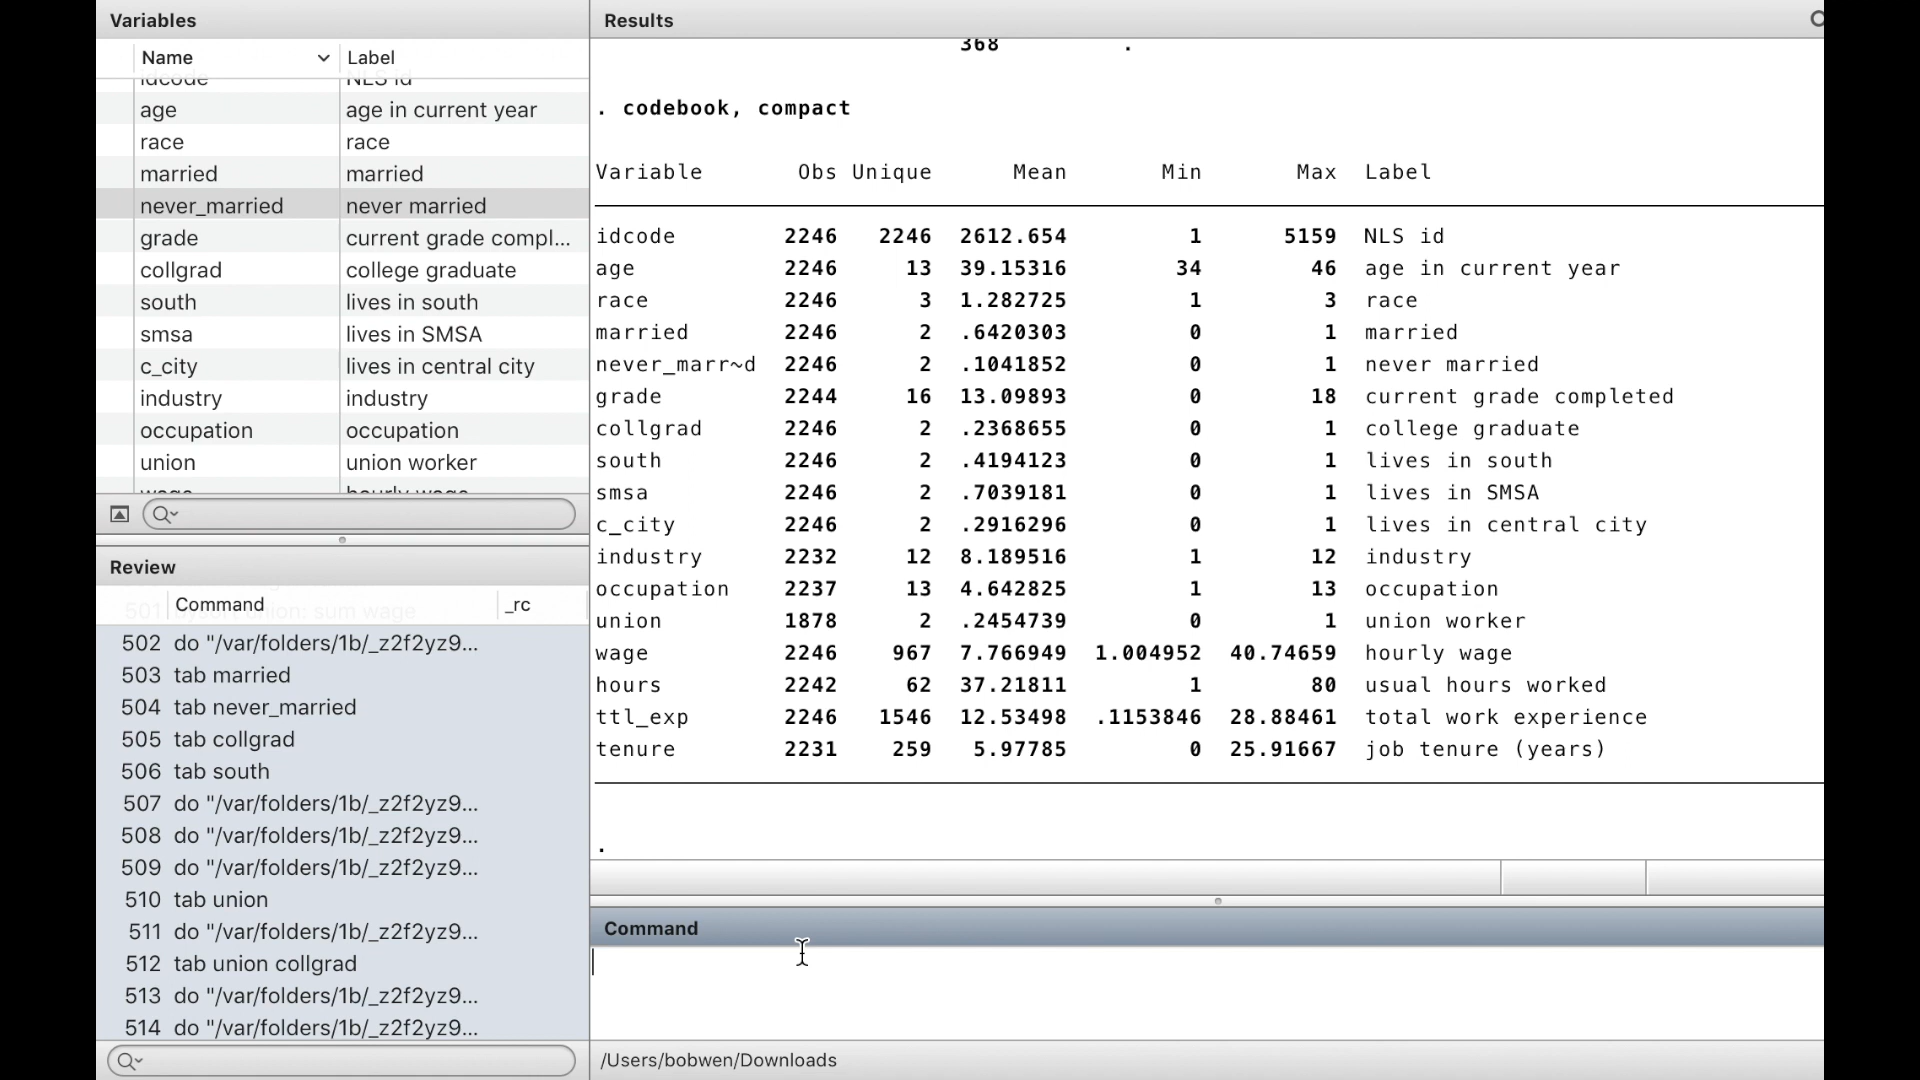 Variables
Name Label
idcode NLS id
age age in current year
race race
married married
never_married never married
grade current grade compl...
collgrad college graduate
south lives in south
smsa lives in SMSA
c_city lives in central city
industry industry
occupation occupation
union union worker
wage hourly wage
Review
Command _rc
501 bysort union: sum wage
502 do "/var/folders/1b/_z2f2yz9...
503 tab married
504 tab never_married
505 tab collgrad
506 tab south
507 do "/var/folders/1b/_z2f2yz9...
508 do "/var/folders/1b/_z2f2yz9...
509 do "/var/folders/1b/_z2f2yz9...
510 tab union
511 do "/var/folders/1b/_z2f2yz9...
512 tab union collgrad
513 do "/var/folders/1b/_z2f2yz9...
514 do "/var/folders/1b/_z2f2yz9...
Results
368 .
. codebook, compact
Variable Obs Unique Mean Min Max Label
idcode 2246 2246 2612.654 1 5159 NLS id
age 2246 13 39.15316 34 46 age in current year
race 2246 3 1.282725 1 3 race
married 2246 2 .6420303 0 1 married
never_marr~d 2246 2 .1041852 0 1 never married
grade 2244 16 13.09893 0 18 current grade completed
collgrad 2246 2 .2368655 0 1 college graduate
south 2246 2 .4194123 0 1 lives in south
smsa 2246 2 .7039181 0 1 lives in SMSA
c_city 2246 2 .2916296 0 1 lives in central city
industry 2232 12 8.189516 1 12 industry
occupation 2237 13 4.642825 1 13 occupation
union 1878 2 .2454739 0 1 union worker
wage 2246 967 7.766949 1.004952 40.74659 hourly wage
hours 2242 62 37.21811 1 80 usual hours worked
ttl_exp 2246 1546 12.53498 .1153846 28.88461 total work experience
tenure 2231 259 5.97785 0 25.91667 job tenure (years)
.
Command
/Users/bobwen/Downloads